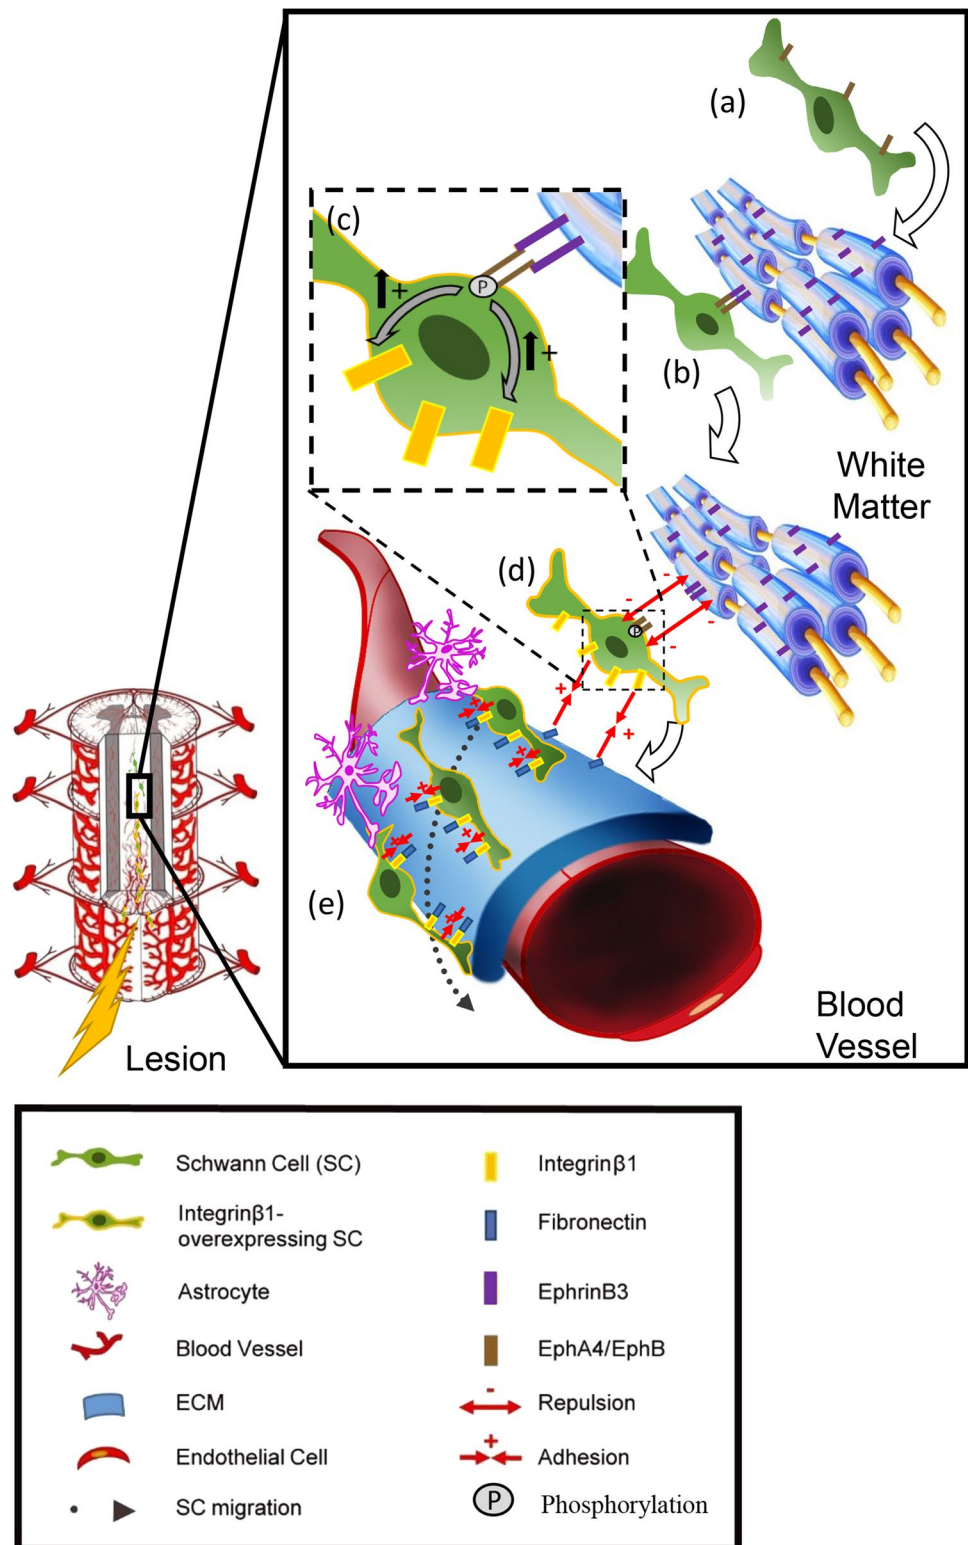 (a)
(c)
P
+
+
(b)
White
Matter
(d)
-
-
P
-
-
+
+
+
+
+
+
+
+
(e)
Lesion
Blood
Vessel
Schwann Cell (SC)
Integrinβ1
Integrinβ1-
overexpressing SC
Fibronectin
Astrocyte
EphrinB3
Blood Vessel
EphA4/EphB
ECM
-
Repulsion
Endothelial Cell
+
Adhesion
SC migration
P
Phosphorylation